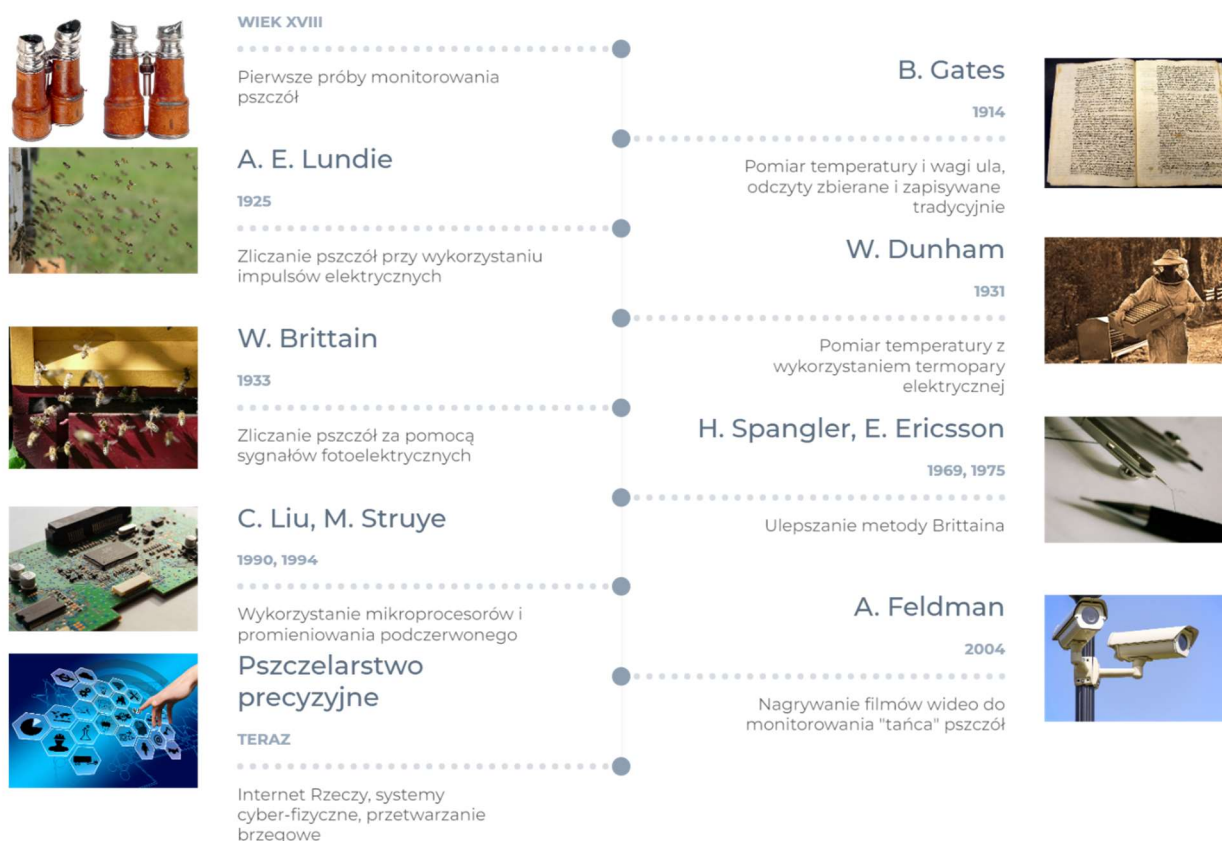 WIEK XVIII
Pierwsze próby monitorowania
pszczół
B. Gates
1914
Pomiar temperatury i wagi ula,
odczyty zbierane i zapisywane
tradycyjnie
A. E. Lundie
1925
Zliczanie pszczół przy wykorzystaniu
impulsów elektrycznych
W. Dunham
1931
Pomiar temperatury z
wykorzystaniem termopary
elektrycznej
W. Brittain
1933
Zliczanie pszczół za pomocą
sygnałów fotoelektrycznych
H. Spangler, E. Ericsson
1969, 1975
Ulepszanie metody Brittaina
C. Liu, M. Struye
1990, 1994
Wykorzystanie mikroprocesorów i
promieniowania podczerwonego
A. Feldman
2004
Nagrywanie filmów wideo do
monitorowania "tańca" pszczół
Pszczelarstwo
precyzyjne
TERAZ
Internet Rzeczy, systemy
cyber-fizyczne, przetwarzanie
brzegowe